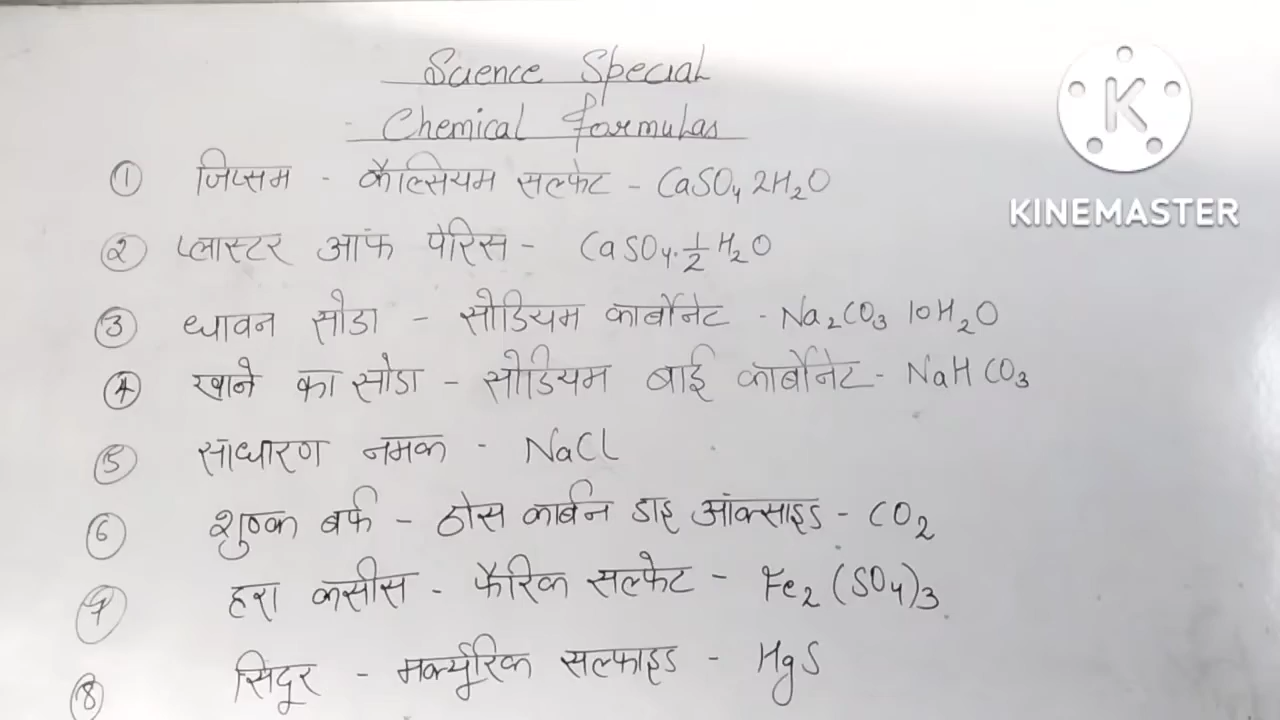 Science Special
Chemical formulas
① जिप्सम - कैल्सियम सल्फेट - CaSO₄ 2H₂O
② प्लास्टर आफ पेरिस - CaSO₄·½H₂O
③ धावन सोडा - सोडियम कार्बोनेट - Na₂CO₃ 10H₂O
④ खाने का सोडा - सोडियम बाई कार्बोनेट - NaHCO₃
⑤ साधारण नमक - NaCl
⑥ शुष्क बर्फ - ठोस कार्बन डाइ ऑक्साइड - CO₂
⑦ हरा कसीस - फैरिक सल्फेट - Fe₂(SO₄)₃
⑧ सिंदूर - मर्क्यूरिक सल्फाइड - HgS
K
KINEMASTER